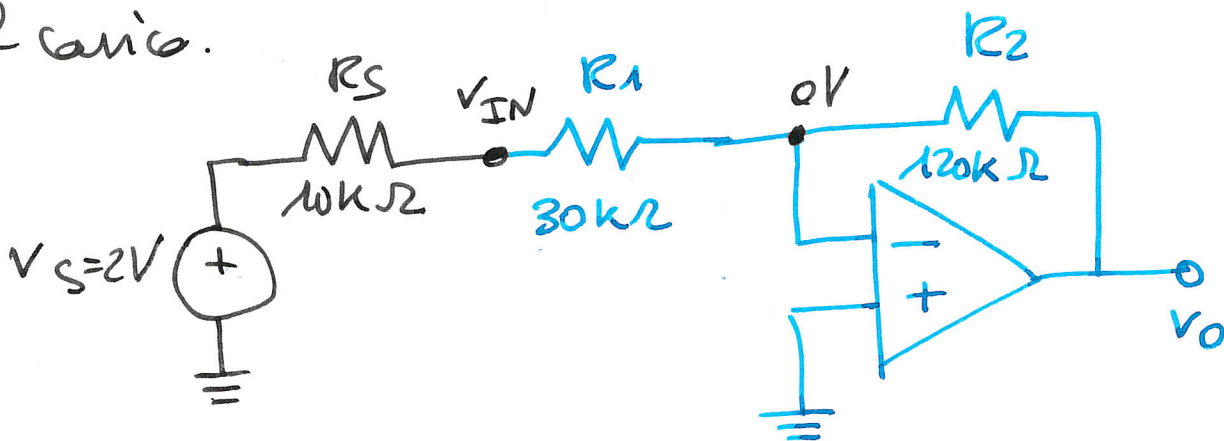 carico.
RS
VIN
R1
0V
R2
10KΩ
30KΩ
120KΩ
VS=2V
+
−
+
VO